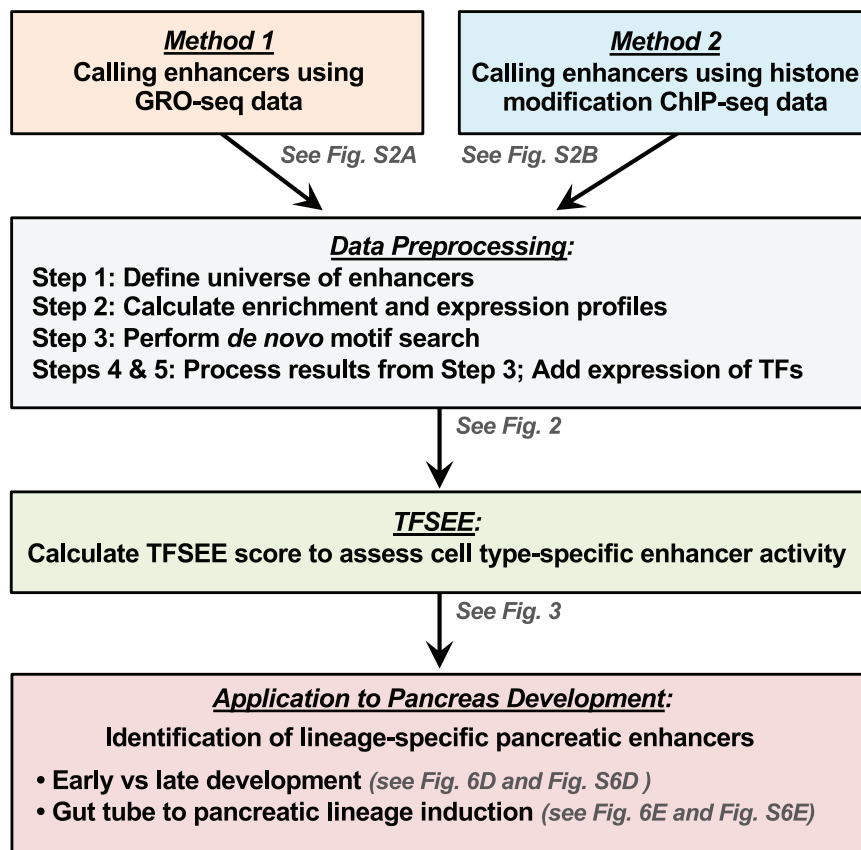 Method 1
Calling enhancers using
GRO-seq data
Method 2
Calling enhancers using histone
modification ChIP-seq data
See Fig. S2A
See Fig. S2B
Data Preprocessing:
Step 1: Define universe of enhancers
Step 2: Calculate enrichment and expression profiles
Step 3: Perform de novo motif search
Steps 4 & 5: Process results from Step 3; Add expression of TFs
See Fig. 2
TFSEE:
Calculate TFSEE score to assess cell type-specific enhancer activity
See Fig. 3
Application to Pancreas Development:
Identification of lineage-specific pancreatic enhancers
• Early vs late development (see Fig. 6D and Fig. S6D )
• Gut tube to pancreatic lineage induction (see Fig. 6E and Fig. S6E)